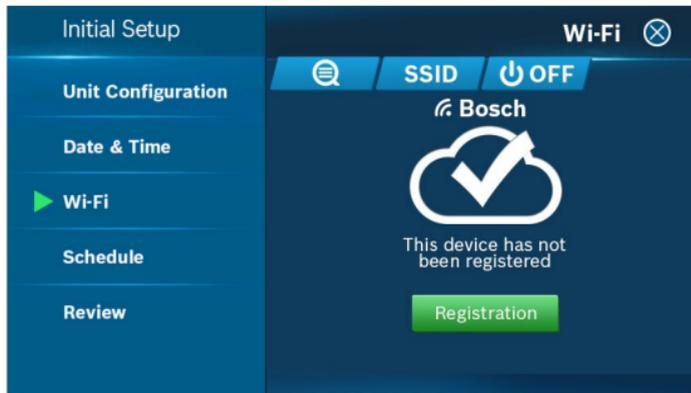 Initial Setup
Wi-Fi
Unit Configuration
Date & Time
Wi-Fi
Schedule
Review
SSID
OFF
Bosch
This device has not
been registered
Registration